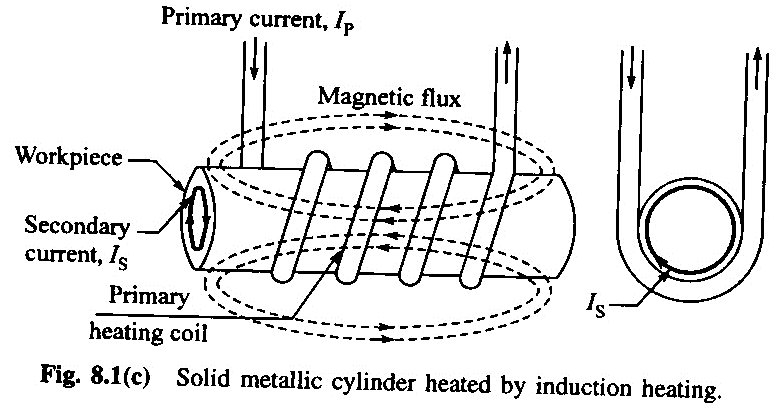 Primary current, Iₚ
Magnetic flux
Workpiece
Secondary
current, Iₛ
Primary
heating coil
Iₛ
Fig. 8.1(c) Solid metallic cylinder heated by induction heating.